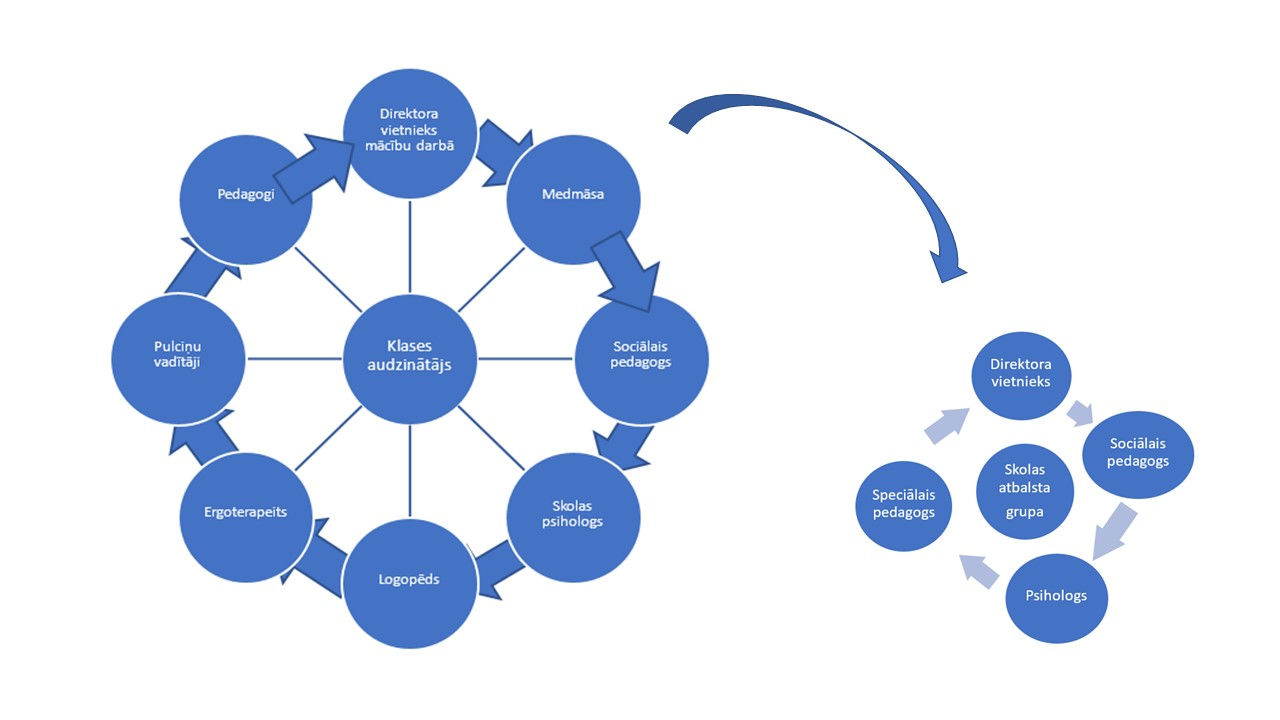 Direktora
vietnieks
mācību darbā
Medmāsa
Sociālais
pedagogs
Skolas
psihologs
Logopēds
Ergoterapeits
Pulciņu
vadītāji
Pedagogi
Klases
audzinātājs
Direktora
vietnieks
Sociālais
pedagogs
Psihologs
Speciālais
pedagogs
Skolas
atbalsta
grupa